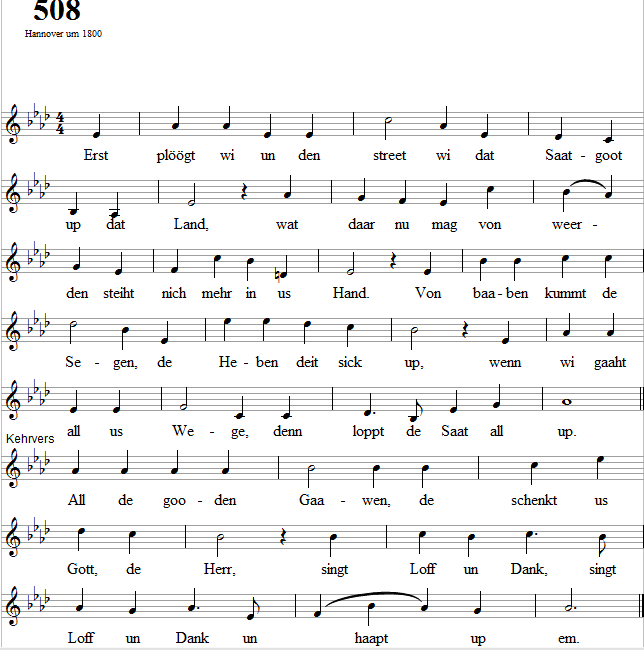 508
Hannover um 1800
Erst plöögt wi un den street wi dat Saat - goot
up dat Land, wat daar nu mag von weer -
den steiht nich mehr in us Hand. Von baa - ben kummt de
Se - gen, de He - ben deit sick up, wenn wi gaaht
all us We - ge, denn loppt de Saat all up.
Kehrvers
All de goo - den Gaa - wen, de schenkt us
Gott, de Herr, singt Loff un Dank, singt
Loff un Dank un haapt up em.